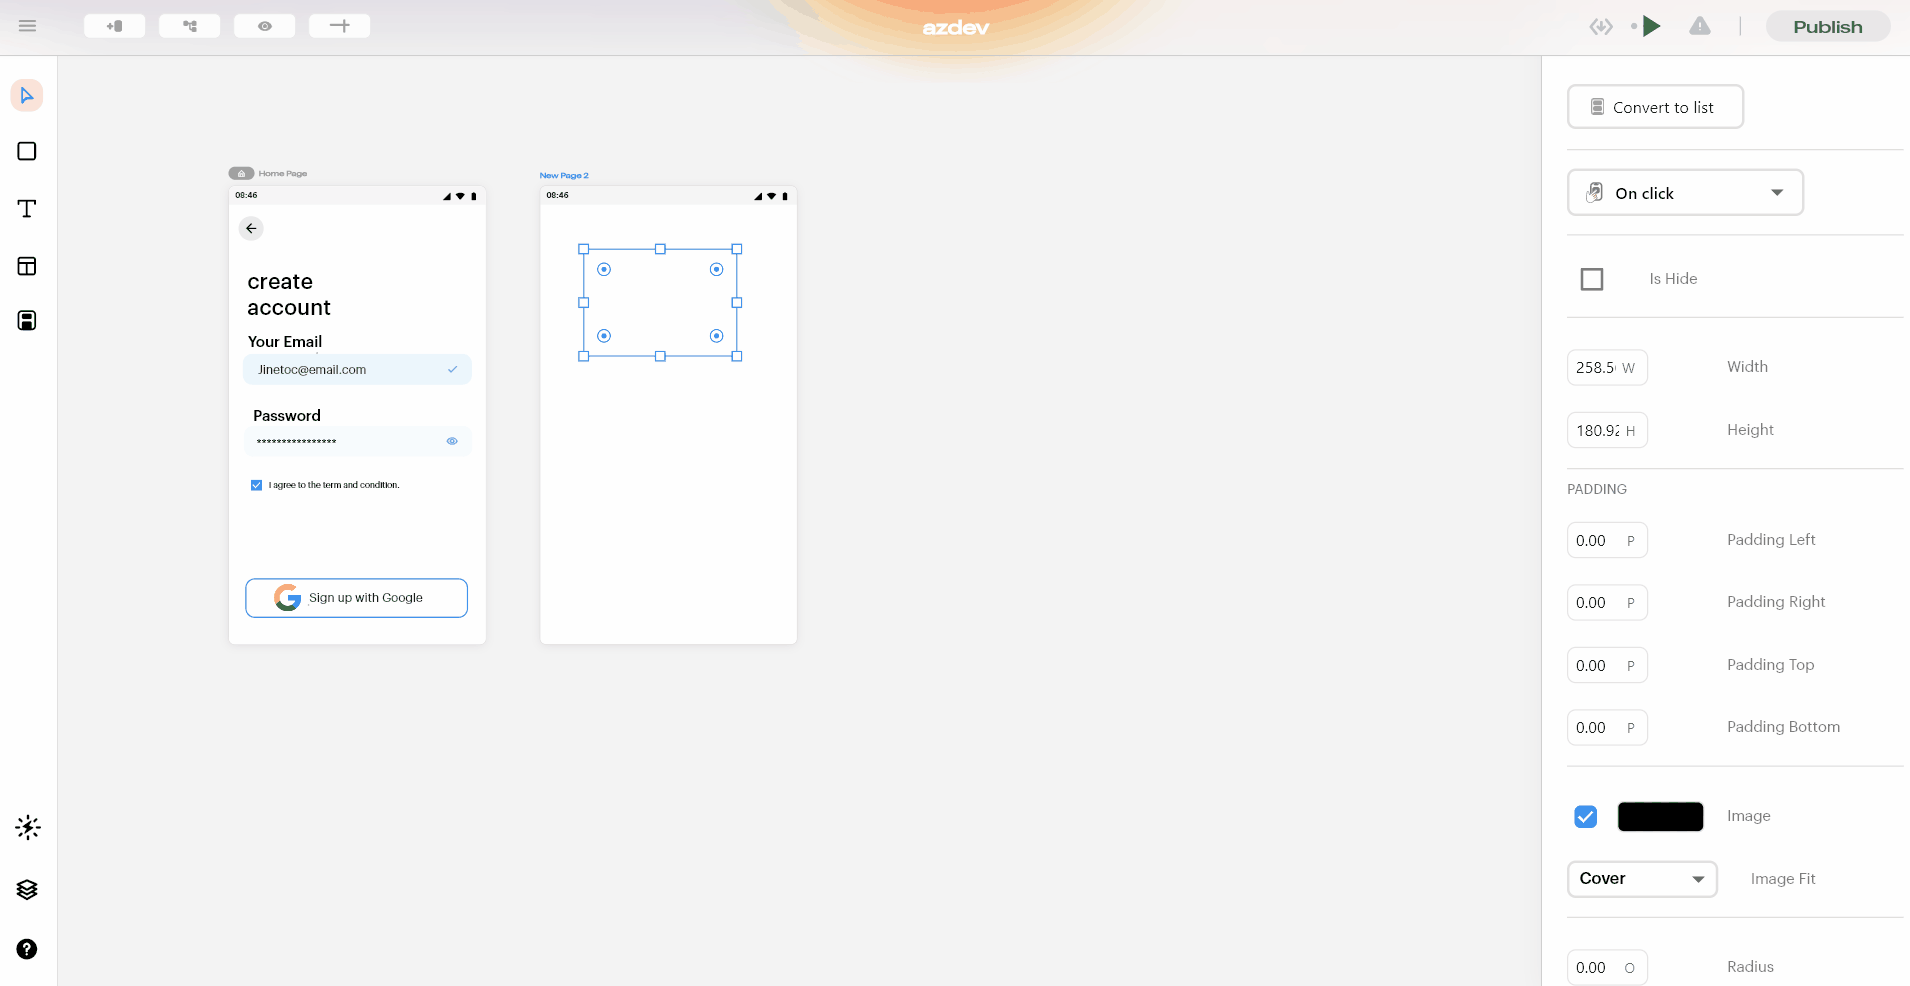 azdev
Publish
Home Page
08:46
create
account
Your Email
Jinetoc@email.com
Password
****************
I agree to the term and condition.
Sign up with Google
New Page 2
08:46
Convert to list
On click
Is Hide
258.5 W
Width
180.92 H
Height
PADDING
0.00 P
Padding Left
0.00 P
Padding Right
0.00 P
Padding Top
0.00 P
Padding Bottom
Image
Cover
Image Fit
0.00 O
Radius